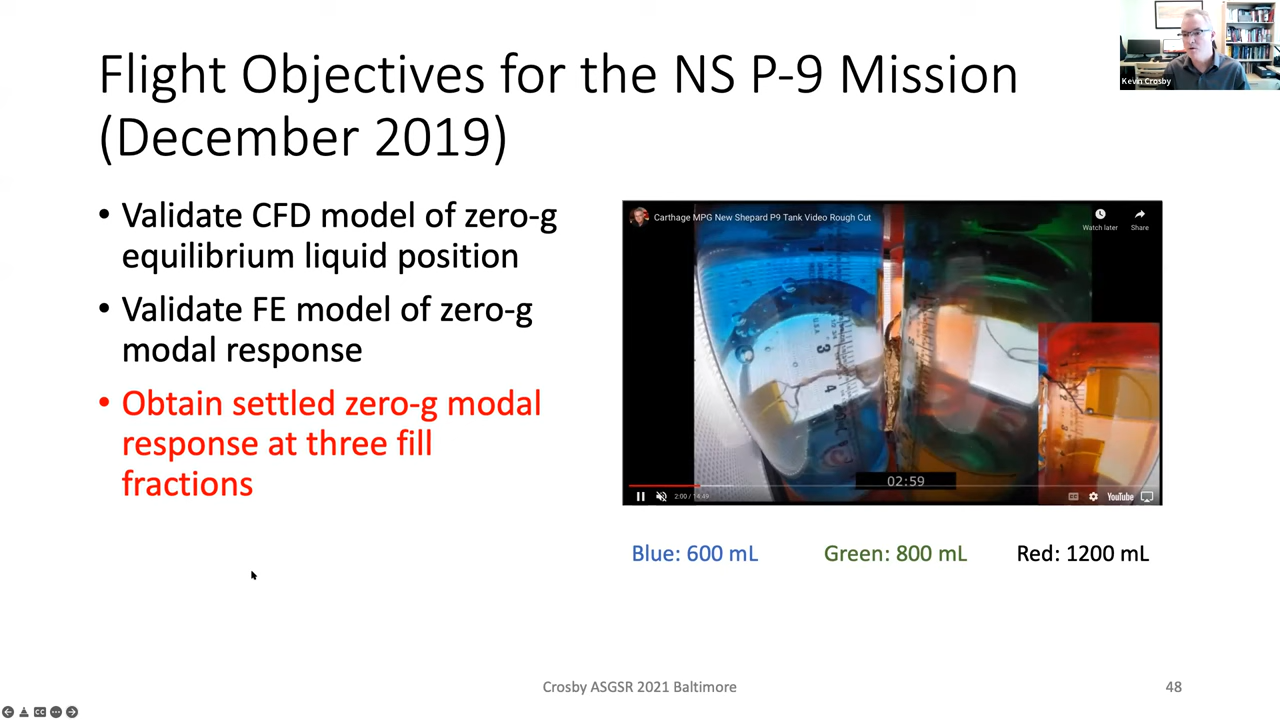 Flight Objectives for the NS P-9 Mission
(December 2019)
Kevin Crosby
• Validate CFD model of zero-g
equilibrium liquid position
• Validate FE model of zero-g
modal response
• Obtain settled zero-g modal
response at three fill
fractions
Carthage MPG New Shepard P9 Tank Video Rough Cut
Watch later
Share
3
4
02:59
2:00 / 14:49
CC
YouTube
Blue: 600 mL
Green: 800 mL
Red: 1200 mL
Crosby ASGSR 2021 Baltimore
48